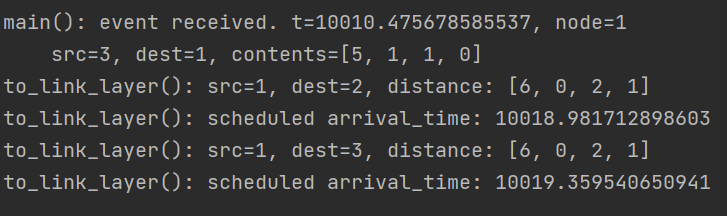 main(): event received. t=10010.475678585537, node=1
    src=3, dest=1, contents=[5, 1, 1, 0]
to_link_layer(): src=1, dest=2, distance: [6, 0, 2, 1]
to_link_layer(): scheduled arrival_time: 10018.981712898603
to_link_layer(): src=1, dest=3, distance: [6, 0, 2, 1]
to_link_layer(): scheduled arrival_time: 10019.359540650941